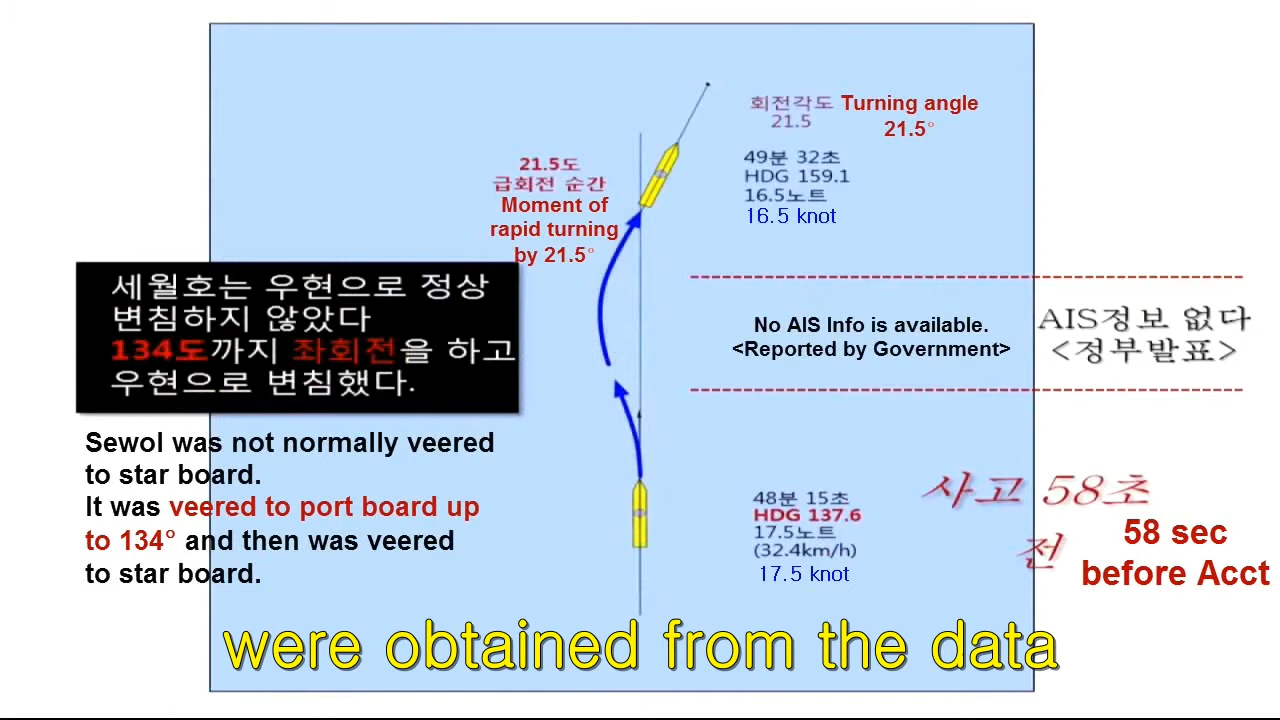 회전각도 Turning angle
21.5 21.5°
49분 32초
HDG 159.1
16.5노트
16.5 knot
21.5도
급회전 순간
Moment of
rapid turning
by 21.5°
세월호는 우현으로 정상
변침하지 않았다
134도까지 좌회전을 하고
우현으로 변침했다.
No AIS Info is available.
<Reported by Government>
AIS정보 없다
<정부발표>
Sewol was not normally veered
to star board.
It was veered to port board up
to 134° and then was veered
to star board.
48분 15초
HDG 137.6
17.5노트
(32.4km/h)
17.5 knot
사고 58초
전
58 sec
before Acct
were obtained from the data